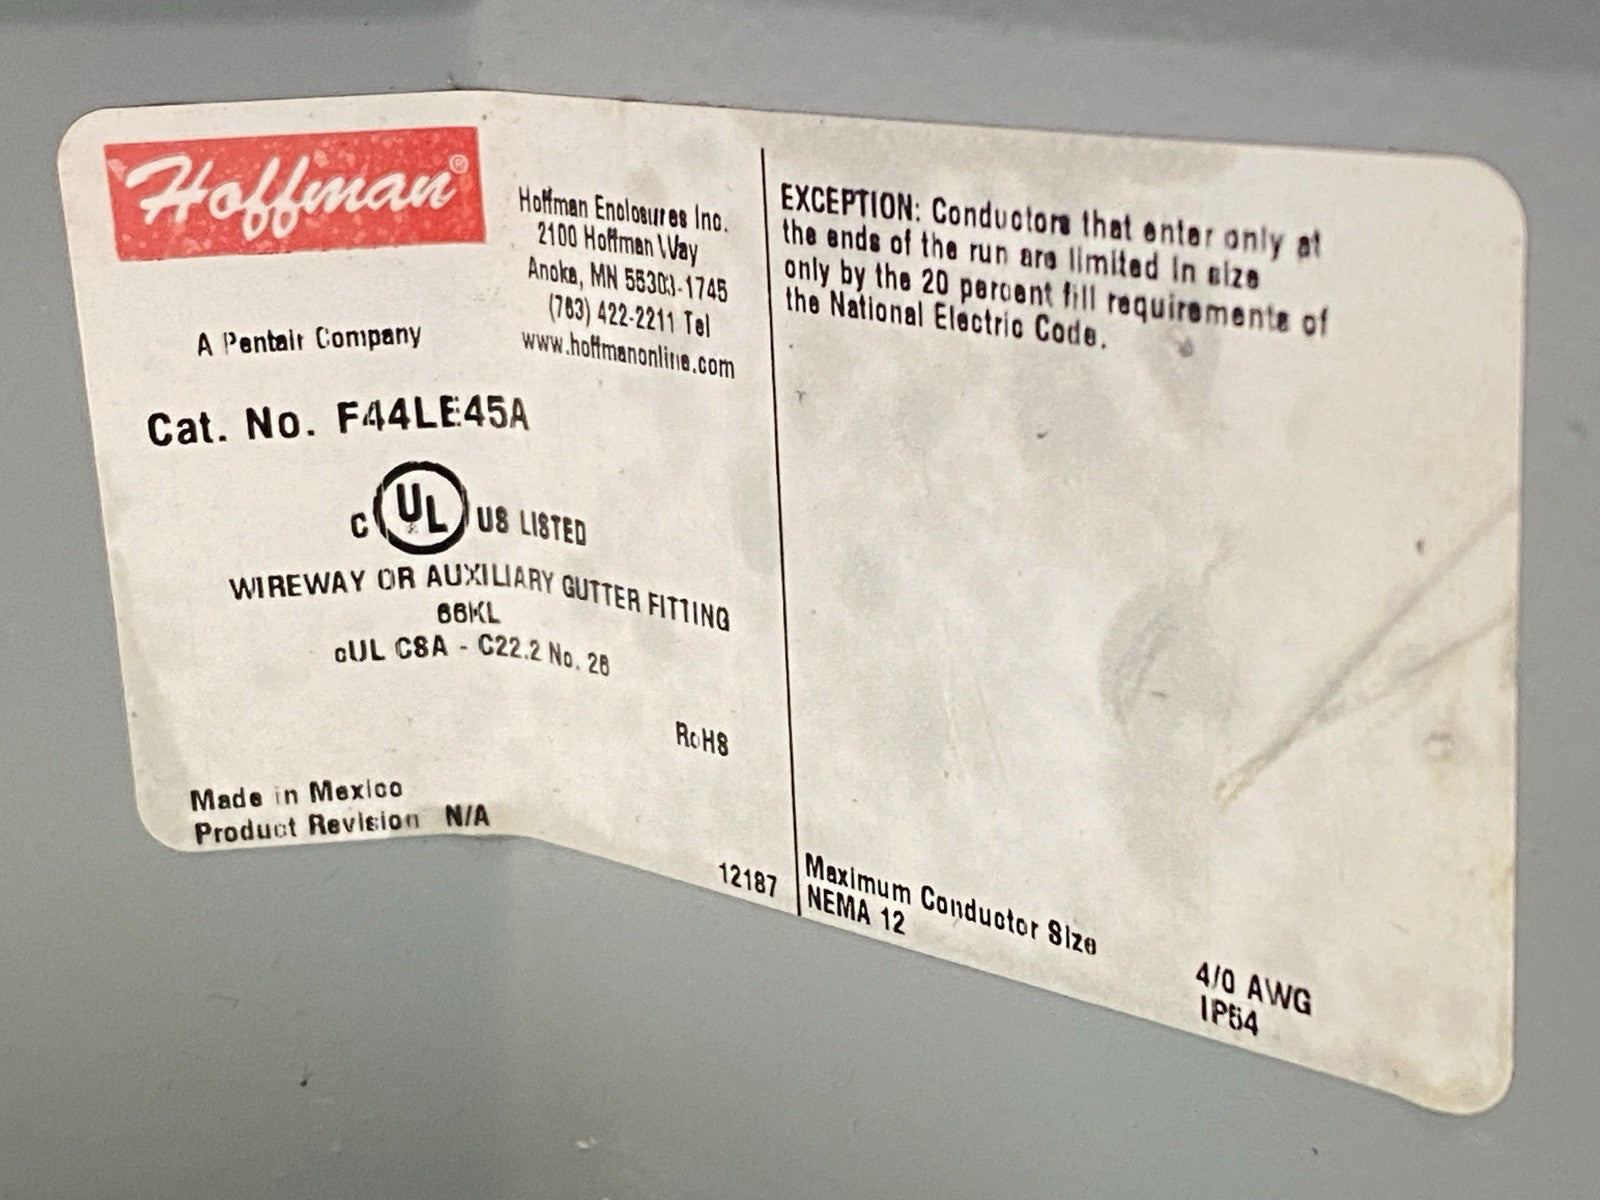 Hoffman®
A Pentair Company
Hoffman Enclosures Inc.
2100 Hoffman Way
Anoka, MN 55303-1745
(763) 422-2211 Tel
www.hoffmanonline.com
Cat. No. F44LE45A
C UL US LISTED
WIREWAY OR AUXILIARY GUTTER FITTING
66KL
cUL CSA - C22.2 No. 26
RoHS
Made in Mexico
Product Revision N/A
12187
EXCEPTION: Conductors that enter only at
the ends of the run are limited in size
only by the 20 percent fill requirements of
the National Electric Code.
Maximum Conductor Size 4/0 AWG
NEMA 12 IP54